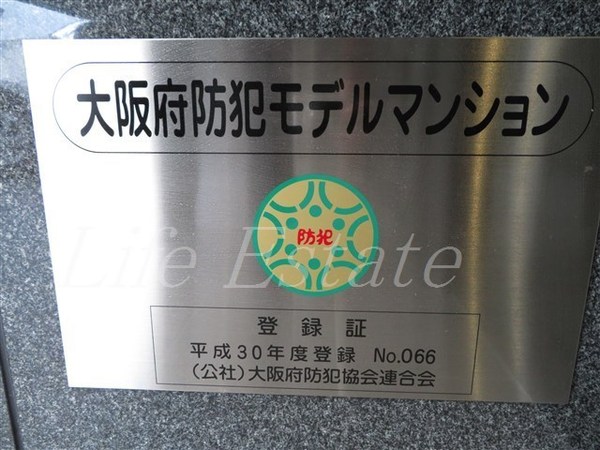 大阪府防犯モデルマンション
防犯
Life Estate
登録証
平成30年度登録 No.066
(公社)大阪府防犯協会連合会